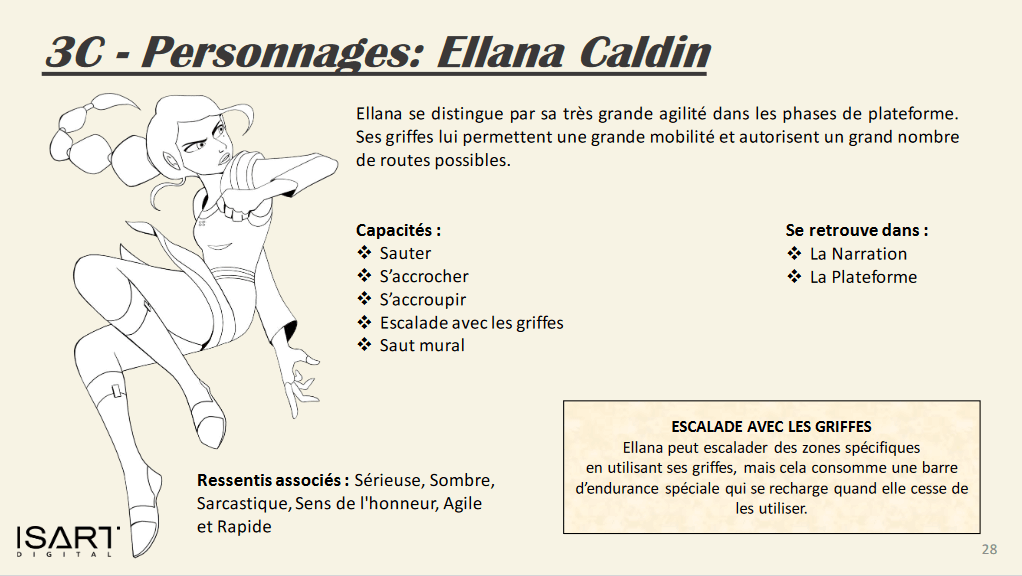 3C - Personnages: Ellana Caldin
Ellana se distingue par sa très grande agilité dans les phases de plateforme.
Ses griffes lui permettent une grande mobilité et autorisent un grand nombre
de routes possibles.
Capacités :
❖ Sauter
❖ S’accrocher
❖ S’accroupir
❖ Escalade avec les griffes
❖ Saut mural
Se retrouve dans :
❖ La Narration
❖ La Plateforme
ESCALADE AVEC LES GRIFFES
Ellana peut escalader des zones spécifiques
en utilisant ses griffes, mais cela consomme une barre
d’endurance spéciale qui se recharge quand elle cesse de
les utiliser.
Ressentis associés : Sérieuse, Sombre,
Sarcastique, Sens de l'honneur, Agile
et Rapide
ISART
DIGITAL
28